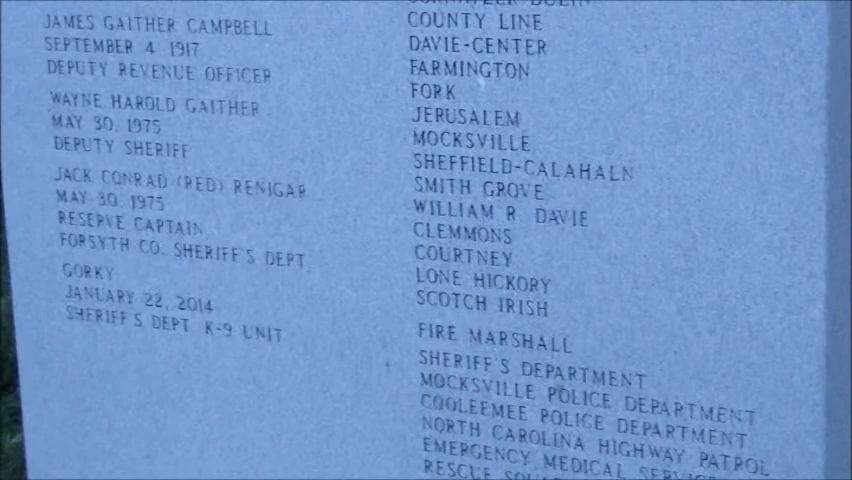 JAMES GAITHER CAMPBELL
SEPTEMBER 4, 1917
DEPUTY REVENUE OFFICER
WAYNE HAROLD GAITHER
MAY 30, 1975
DEPUTY SHERIFF
JACK CONRAD (RED) RENIGAR
MAY 30, 1975
RESERVE CAPTAIN
FORSYTH CO. SHERIFF'S DEPT.
GORKY
JANUARY 22, 2014
SHERIFF'S DEPT. K-9 UNIT
COUNTY LINE
DAVIE-CENTER
FARMINGTON
FORK
JERUSALEM
MOCKSVILLE
SHEFFIELD-CALAHALN
SMITH GROVE
WILLIAM R. DAVIE
CLEMMONS
COURTNEY
LONE HICKORY
SCOTCH IRISH
FIRE MARSHALL
SHERIFF'S DEPARTMENT
MOCKSVILLE POLICE DEPARTMENT
COOLEEMEE POLICE DEPARTMENT
NORTH CAROLINA HIGHWAY PATROL
EMERGENCY MEDICAL
RESCUE